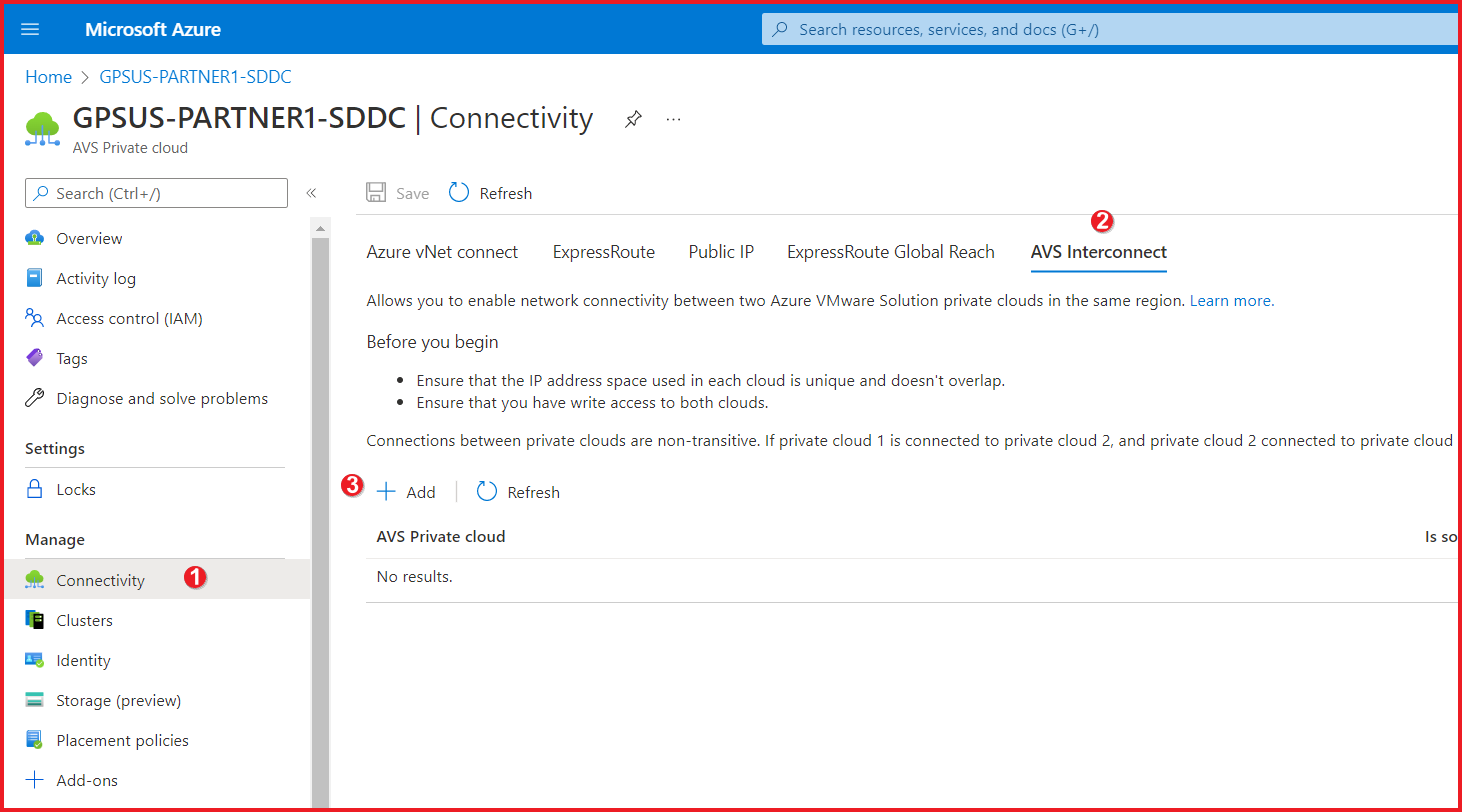 Microsoft Azure
Search resources, services, and docs (G+/)
Home > GPSUS-PARTNER1-SDDC
GPSUS-PARTNER1-SDDC | Connectivity ...
AVS Private cloud
Search (Ctrl+/) «
Overview
Activity log
Access control (IAM)
Tags
Diagnose and solve problems
Settings
Locks
Manage
Connectivity 1
Clusters
Identity
Storage (preview)
Placement policies
Add-ons
Save Refresh
2
Azure vNet connect ExpressRoute Public IP ExpressRoute Global Reach AVS Interconnect
Allows you to enable network connectivity between two Azure VMware Solution private clouds in the same region. Learn more.
Before you begin
• Ensure that the IP address space used in each cloud is unique and doesn't overlap.
• Ensure that you have write access to both clouds.
Connections between private clouds are non-transitive. If private cloud 1 is connected to private cloud 2, and private cloud 2 connected to private cloud
3 + Add | Refresh
AVS Private cloud Is so
No results.